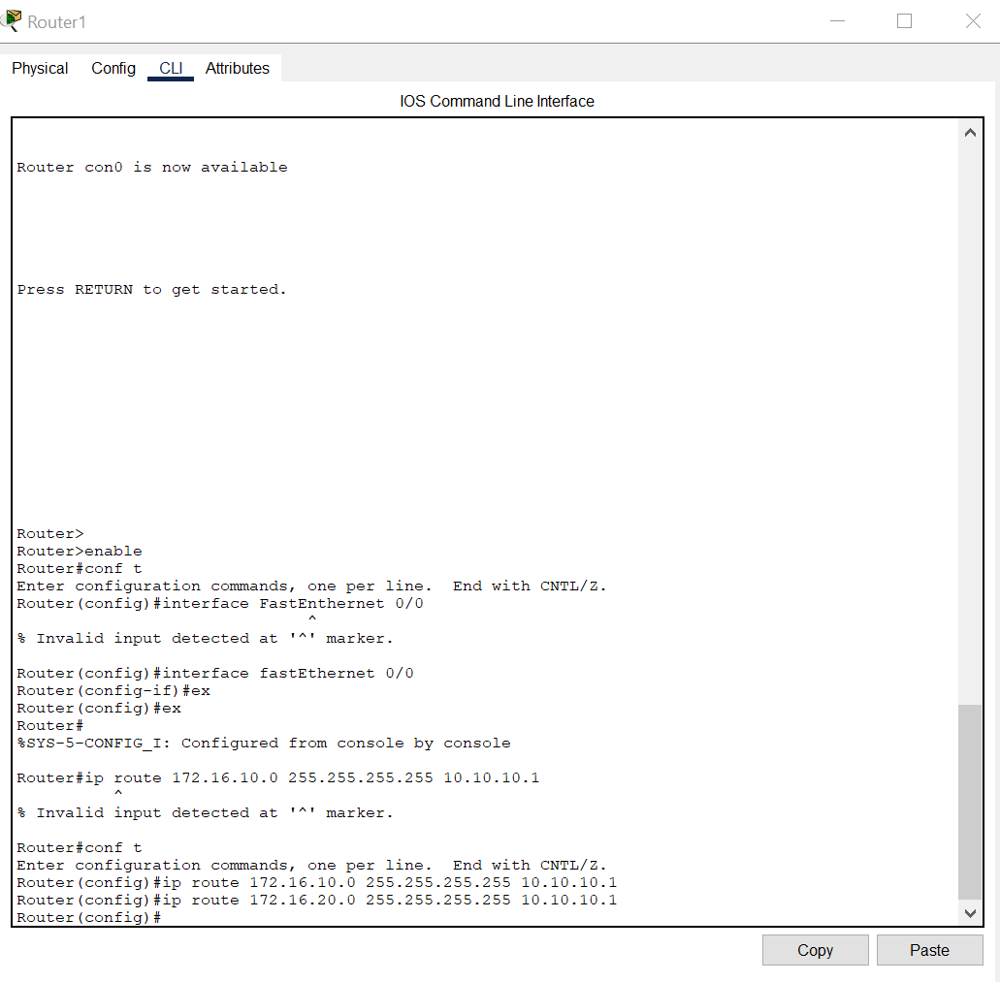 Router1
Physical Config CLI Attributes
IOS Command Line Interface
Router con0 is now available
Press RETURN to get started.
Router>
Router>enable
Router#conf t
Enter configuration commands, one per line.  End with CNTL/Z.
Router(config)#interface FastEnthernet 0/0
^
% Invalid input detected at '^' marker.
Router(config)#interface fastEthernet 0/0
Router(config-if)#ex
Router(config)#ex
Router#
%SYS-5-CONFIG_I: Configured from console by console
Router#ip route 172.16.10.0 255.255.255.255 10.10.10.1
^
% Invalid input detected at '^' marker.
Router#conf t
Enter configuration commands, one per line.  End with CNTL/Z.
Router(config)#ip route 172.16.10.0 255.255.255.255 10.10.10.1
Router(config)#ip route 172.16.20.0 255.255.255.255 10.10.10.1
Router(config)#
Copy Paste